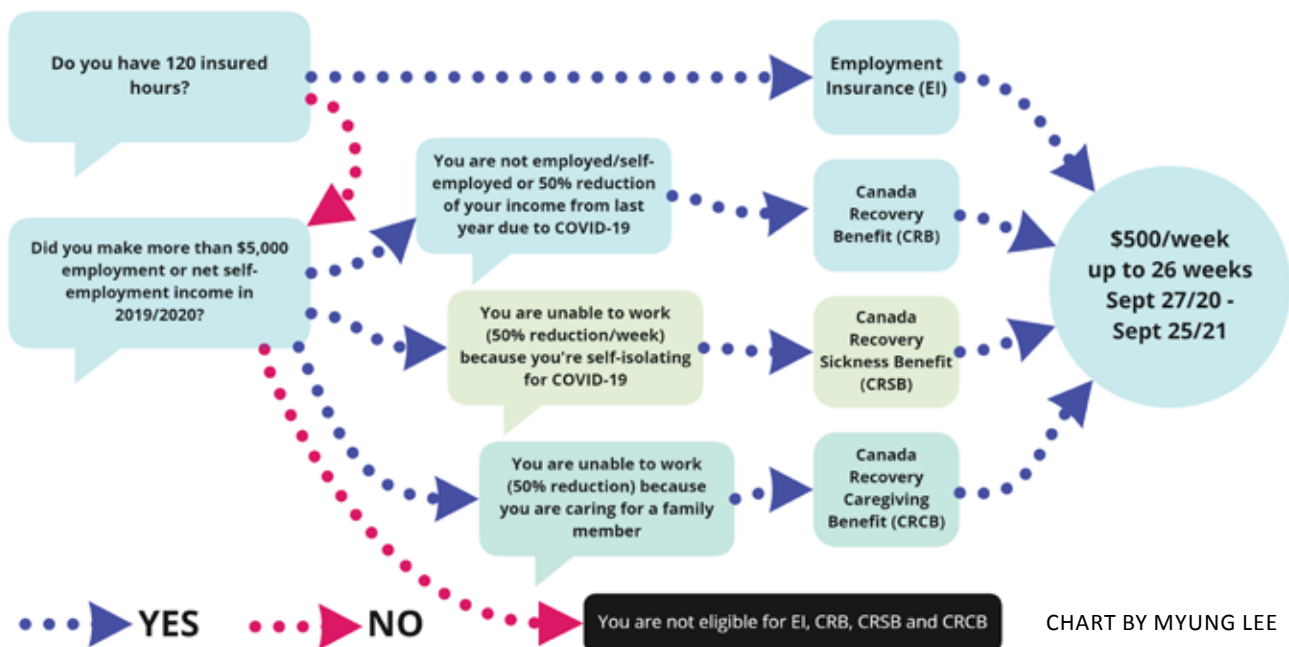 Do you have 120 insured
hours?
Employment
Insurance (EI)
You are not employed/self-
employed or 50% reduction
of your income from last
year due to COVID-19
Canada
Recovery
Benefit (CRB)
Did you make more than $5,000
employment or net self-
employment income in
2019/2020?
$500/week
up to 26 weeks
Sept 27/20 -
Sept 25/21
You are unable to work
(50% reduction/week)
because you're self-isolating
for COVID-19
Canada
Recovery
Sickness Benefit
(CRSB)
You are unable to work
(50% reduction) because
you are caring for a family
member
Canada
Recovery
Caregiving
Benefit (CRCB)
YES
NO
You are not eligible for EI, CRB, CRSB and CRCB
CHART BY MYUNG LEE